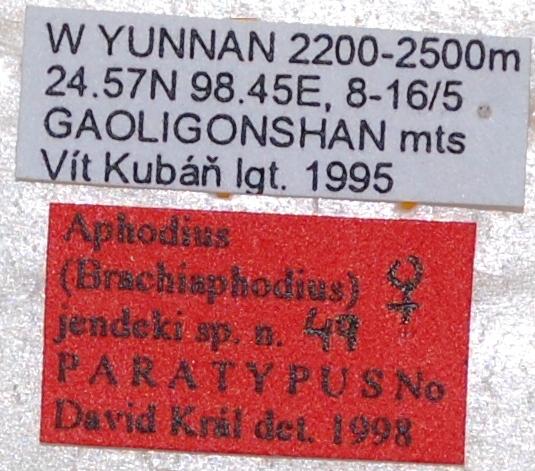 W YUNNAN 2200-2500m
24.57N 98.45E, 8-16/5
GAOLIGONSHAN mts
Vít Kubáň lgt. 1995
Aphodius
(Brachiaphodius) ♀
jendeki sp. n. 49
PARATYPUS No
David Král det. 1998